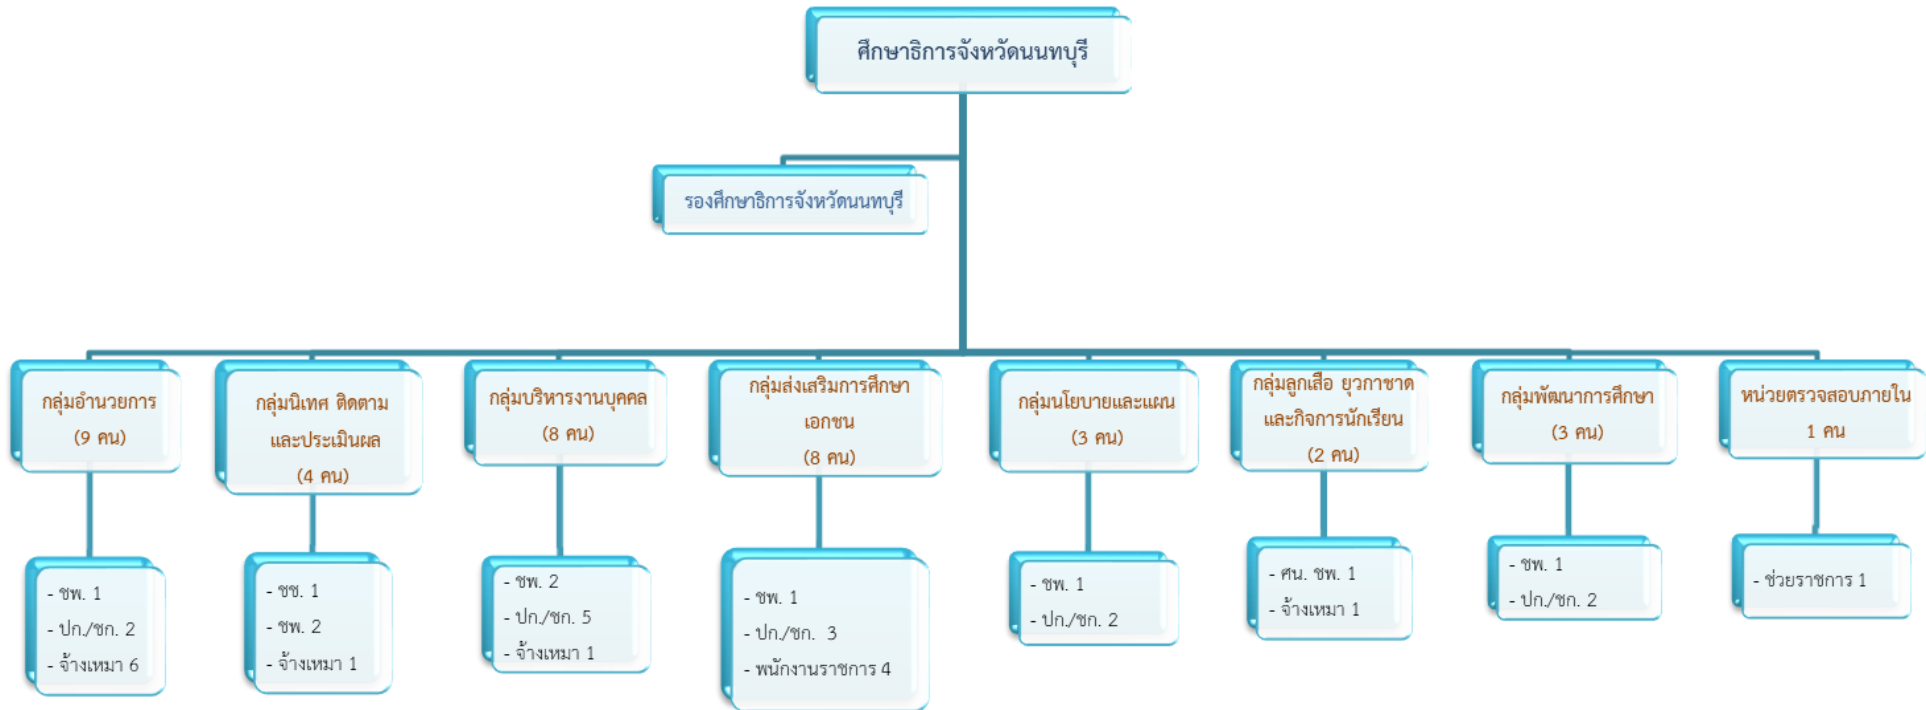 ศึกษาธิการจังหวัดนนทบุรี
รองศึกษาธิการจังหวัดนนทบุรี
กลุ่มอำนวยการ
(9 คน)
กลุ่มนิเทศ ติดตาม
และประเมินผล
(4 คน)
กลุ่มบริหารงานบุคคล
(8 คน)
กลุ่มส่งเสริมการศึกษา
เอกชน
(8 คน)
กลุ่มนโยบายและแผน
(3 คน)
กลุ่มลูกเสือ ยุวกาชาด
และกิจการนักเรียน
(2 คน)
กลุ่มพัฒนาการศึกษา
(3 คน)
หน่วยตรวจสอบภายใน
1 คน
- ชพ. 1
- ปก./ชก. 2
- จ้างเหมา 6
- ชช. 1
- ชพ. 2
- จ้างเหมา 1
- ชพ. 2
- ปก./ชก. 5
- จ้างเหมา 1
- ชพ. 1
- ปก./ชก. 3
- พนักงานราชการ 4
- ชพ. 1
- ปก./ชก. 2
- ศน. ชพ. 1
- จ้างเหมา 1
- ชพ. 1
- ปก./ชก. 2
- ช่วยราชการ 1